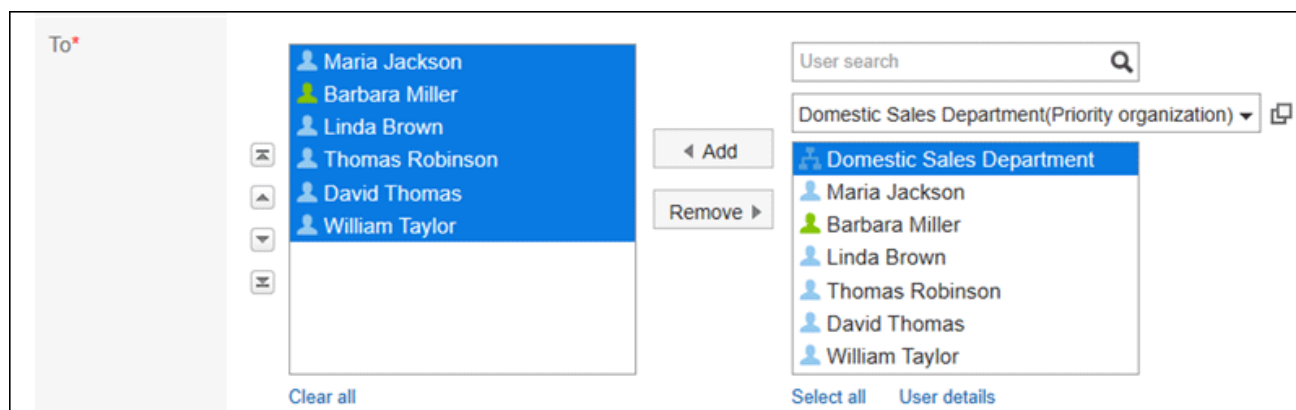 To*
Maria Jackson
Barbara Miller
Linda Brown
Thomas Robinson
David Thomas
William Taylor
Clear all
Add
Remove
User search
Domestic Sales Department(Priority organization)
Domestic Sales Department
Maria Jackson
Barbara Miller
Linda Brown
Thomas Robinson
David Thomas
William Taylor
Select all User details